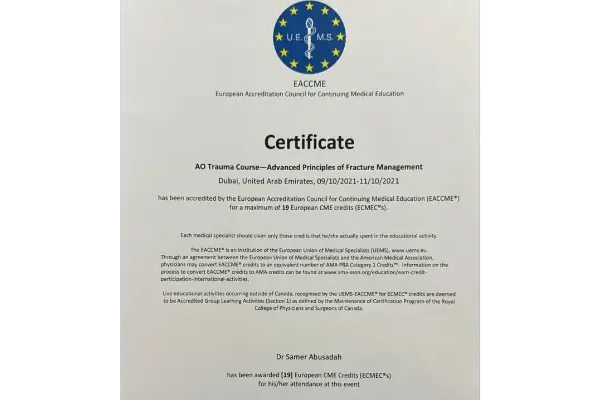 U.E. M.S.
EACCME
European Accreditation Council for Continuing Medical Education
Certificate
AO Trauma Course—Advanced Principles of Fracture Management
Dubai, United Arab Emirates, 09/10/2021-11/10/2021
has been accredited by the European Accreditation Council for Continuing Medical Education (EACCME®)
for a maximum of 19 European CME credits (ECMEC®s).
Each medical specialist should claim only those credits that he/she actually spent in the educational activity
The EACCME® is an institution of the European Union of Medical Specialists (UEMS), www.uems.eu.
Through an agreement between the European Union of Medical Specialists and the American Medical Association,
physicians may convert EACCME® credits to an equivalent number of AMA PRA Category 1 Credits™. Information on the
process to convert EACCME® credits to AMA credits can be found at www.ama-assn.org/education/earn-credit-
participation-international-activities.
Live educational activities occurring outside of Canada, recognised by the UEMS-EACCME® for ECMEC® credits are deemed
to be Accredited Group Learning Activities (Section 1) as defined by the Maintenance of Certification Program of the Royal
College of Physicians and Surgeons of Canada.
Dr Samer Abusadah
has been awarded [19] European CME Credits (ECMEC®s)
for his/her attendance at this event